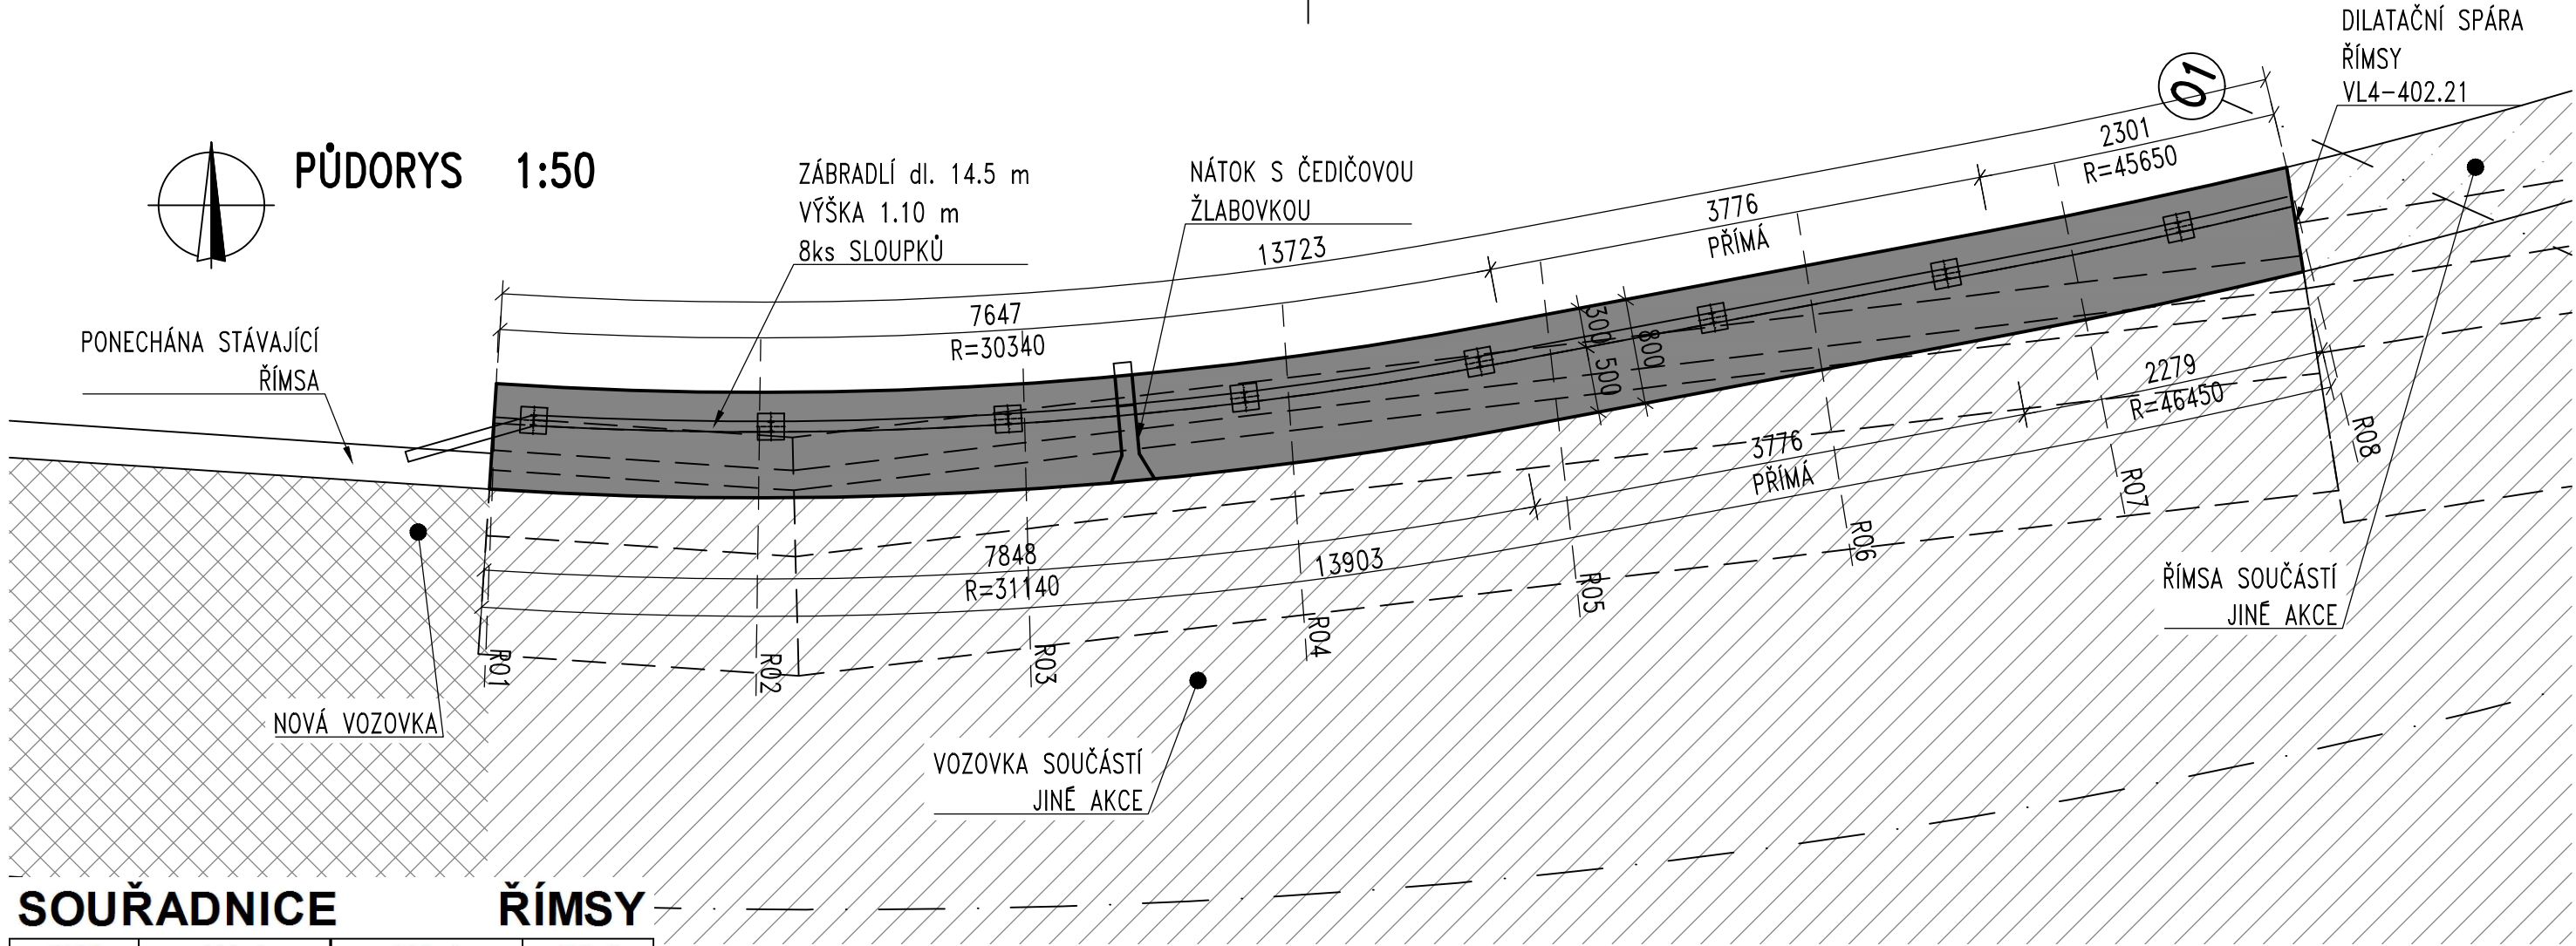 DILATAČNÍ SPÁRA
ŘÍMSY
VL4-402.21
01
PŮDORYS 1:50
ZÁBRADLÍ dl. 14.5 m
VÝŠKA 1.10 m
8ks SLOUPKŮ
NÁTOK S ČEDIČOVOU
ŽLABOVKOU
2301
R=45650
3776
PŘÍMÁ
13723
7647
R=30340
PONECHÁNA STÁVAJÍCÍ
ŘÍMSA
300
500
800
2279
R=46450
3776
PŘÍMÁ
7848
R=31140
13903
R01
R02
R03
R04
R05
R06
R07
R08
ŘÍMSA SOUČÁSTÍ
JINÉ AKCE
NOVÁ VOZOVKA
VOZOVKA SOUČÁSTÍ
JINÉ AKCE
SOUŘADNICE ŘÍMSY